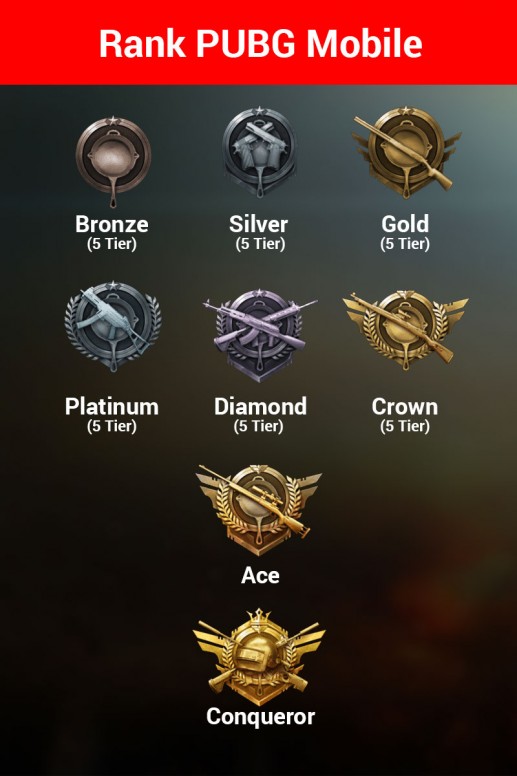 Rank PUBG Mobile
Bronze
(5 Tier)
Silver
(5 Tier)
Gold
(5 Tier)
Platinum
(5 Tier)
Diamond
(5 Tier)
Crown
(5 Tier)
Ace
Conqueror